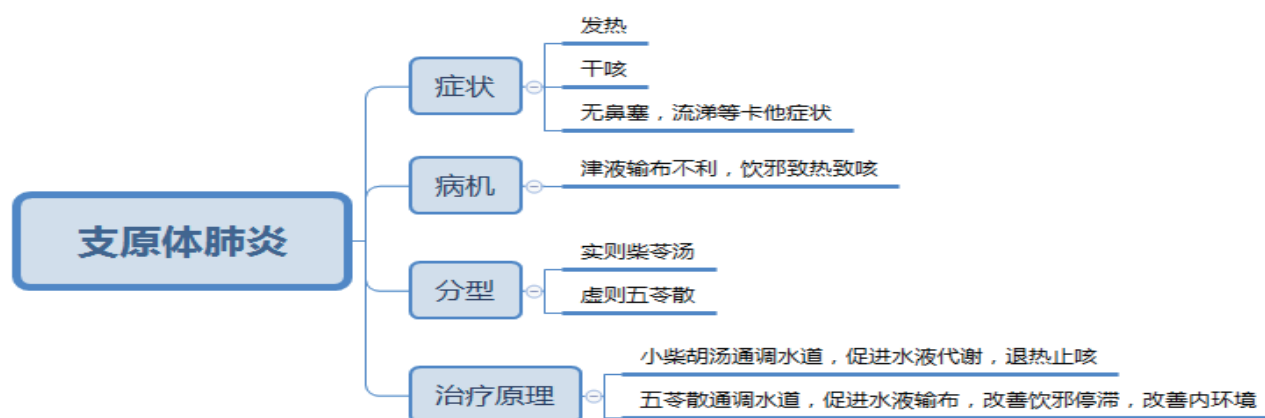 支原体肺炎
症状
发热
干咳
无鼻塞，流涕等卡他症状
病机
津液输布不利，饮邪致热致咳
分型
实则柴苓汤
虚则五苓散
治疗原理
小柴胡汤通调水道，促进水液代谢，退热止咳
五苓散通调水道，促进水液输布，改善饮邪停滞，改善内环境